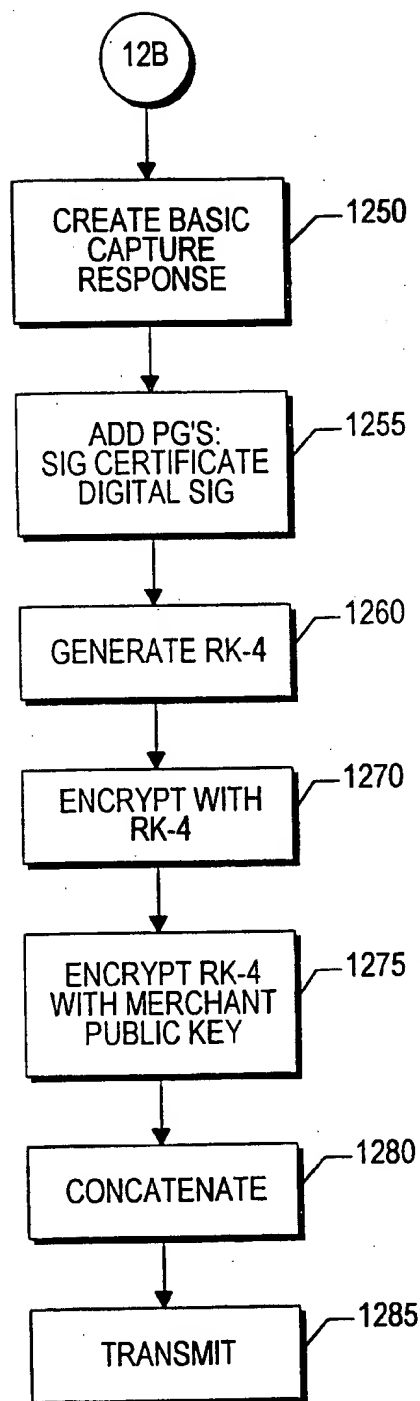 12B
CREATE BASIC
CAPTURE
RESPONSE
1250
ADD PG'S:
SIG CERTIFICATE
DIGITAL SIG
1255
GENERATE RK-4
1260
ENCRYPT WITH
RK-4
1270
ENCRYPT RK-4
WITH MERCHANT
PUBLIC KEY
1275
CONCATENATE
1280
TRANSMIT
1285